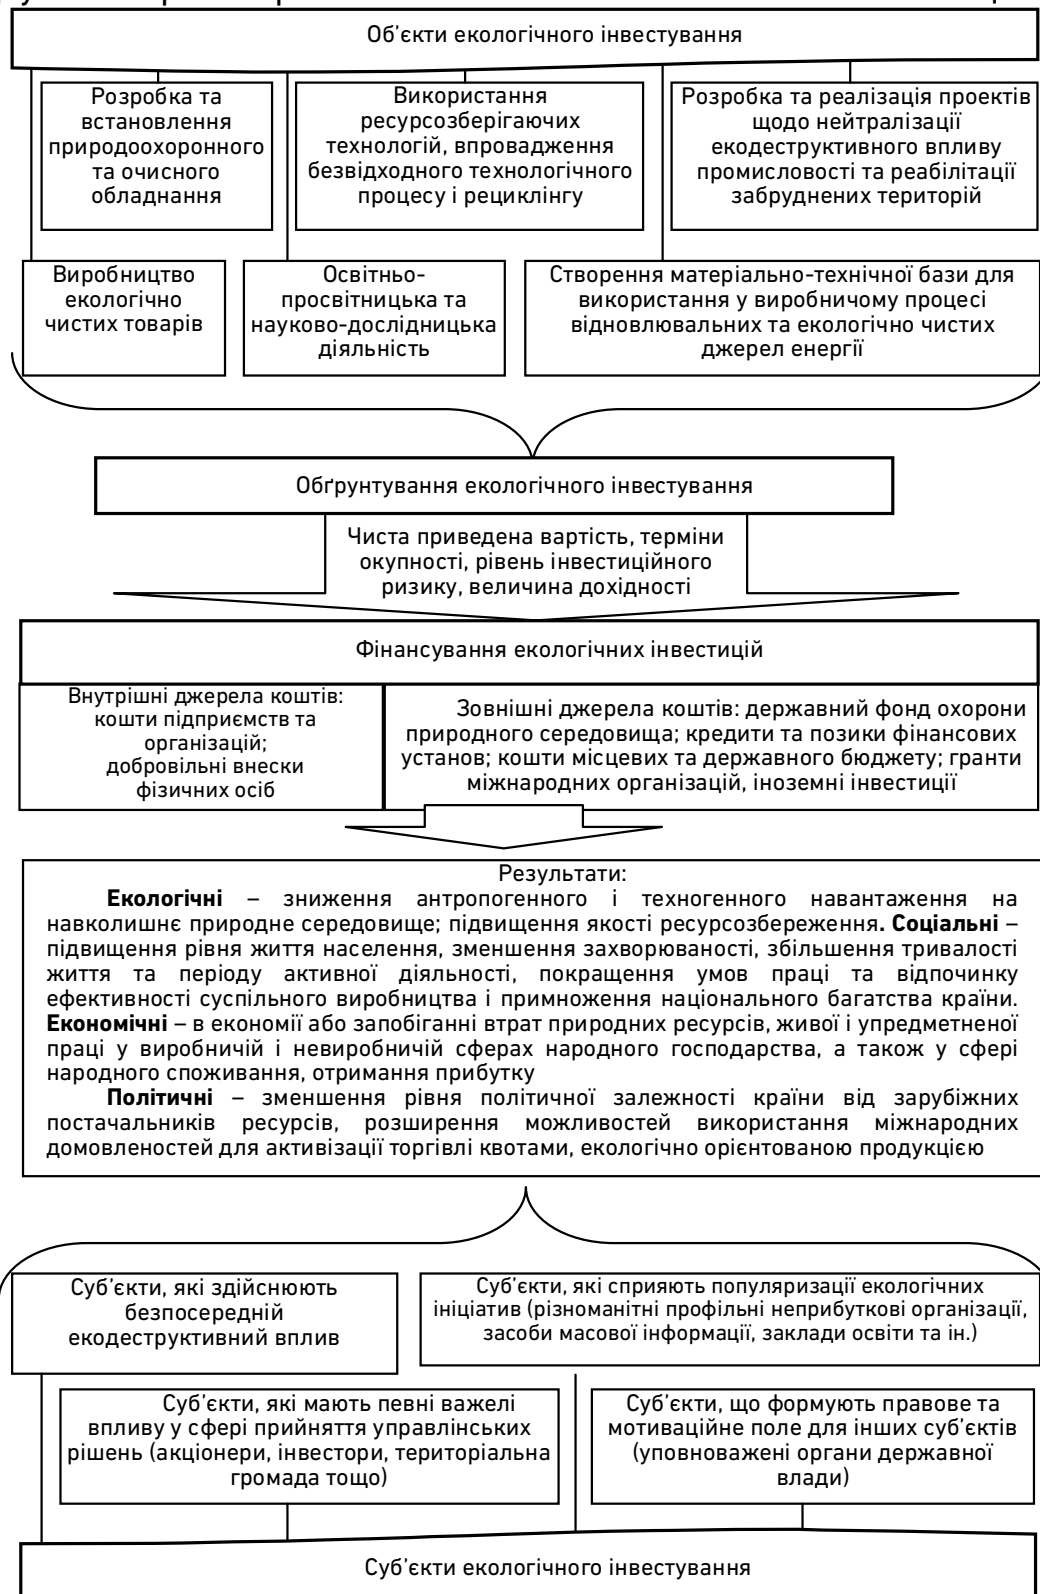 Об’єкти екологічного інвестування
Розробка та
встановлення
природоохоронного
та очисного
обладнання
Використання
ресурсозберігаючих
технологій, впровадження
безвідходного технологічного
процесу і рециклінгу
Розробка та реалізація проектів
щодо нейтралізації
екодеструктивного впливу
промисловості та реабілітації
забруднених територій
Виробництво
екологічно
чистих товарів
Освітньо-
просвітницька та
науково-дослідницька
діяльність
Створення матеріально-технічної бази для
використання у виробничому процесі
відновлювальних та екологічно чистих
джерел енергії
Обґрунтування екологічного інвестування
Чиста приведена вартість, терміни
окупності, рівень інвестиційного
ризику, величина дохідності
Фінансування екологічних інвестицій
Внутрішні джерела коштів:
кошти підприємств та
організацій;
добровільні внески
фізичних осіб
Зовнішні джерела коштів: державний фонд охорони
природного середовища; кредити та позики фінансових
установ; кошти місцевих та державного бюджету; гранти
міжнародних організацій, іноземні інвестиції
Результати:
Екологічні – зниження антропогенного і техногенного навантаження на
навколишнє природне середовище; підвищення якості ресурсозбереження. Соціальні –
підвищення рівня життя населення, зменшення захворюваності, збільшення тривалості
життя та періоду активної діяльності, покращення умов праці та відпочинку
ефективності суспільного виробництва і примноження національного багатства країни.
Економічні – в економії або запобіганні втрат природних ресурсів, живої і упредметненої
праці у виробничій і невиробничій сферах народного господарства, а також у сфері
народного споживання, отримання прибутку
Політичні – зменшення рівня політичної залежності країни від зарубіжних
постачальників ресурсів, розширення можливостей використання міжнародних
домовленостей для активізації торгівлі квотами, екологічно орієнтованою продукцією
Суб’єкти, які здійснюють
безпосередній
екодеструктивний вплив
Суб’єкти, які сприяють популяризації екологічних
ініціатив (різноманітні профільні неприбуткові організації,
засоби масової інформації, заклади освіти та ін.)
Суб’єкти, які мають певні важелі
впливу у сфері прийняття управлінських
рішень (акціонери, інвестори, територіальна
громада тощо)
Суб’єкти, що формують правове та
мотиваційне поле для інших суб’єктів
(уповноважені органи державної
влади)
Суб’єкти екологічного інвестування